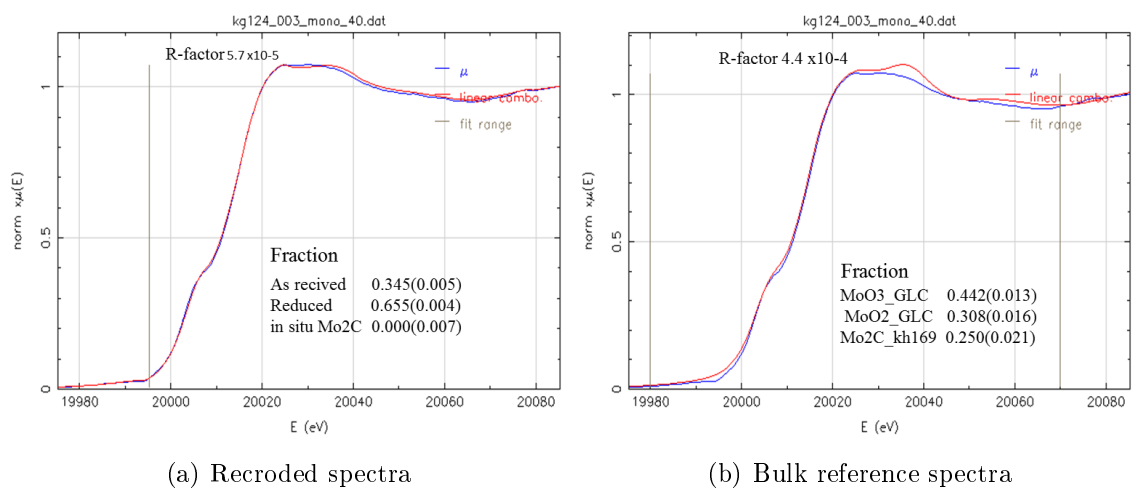 kg124_003_mono_40.dat
R-factor 5.7 x10-5
μ
linear combo.
fit range
norm xμ(E)
1
0.5
0
Fraction
As recived 0.345(0.005)
Reduced 0.655(0.004)
in situ Mo2C 0.000(0.007)
19980 20000 20020 20040 20060 20080
E (eV)
(a) Recroded spectra
kg124_003_mono_40.dat
R-factor 4.4 x10-4
μ
linear combo.
fit range
norm xμ(E)
1
0.5
0
Fraction
MoO3_GLC 0.442(0.013)
MoO2_GLC 0.308(0.016)
Mo2C_kh169 0.250(0.021)
19980 20000 20020 20040 20060 20080
E (eV)
(b) Bulk reference spectra